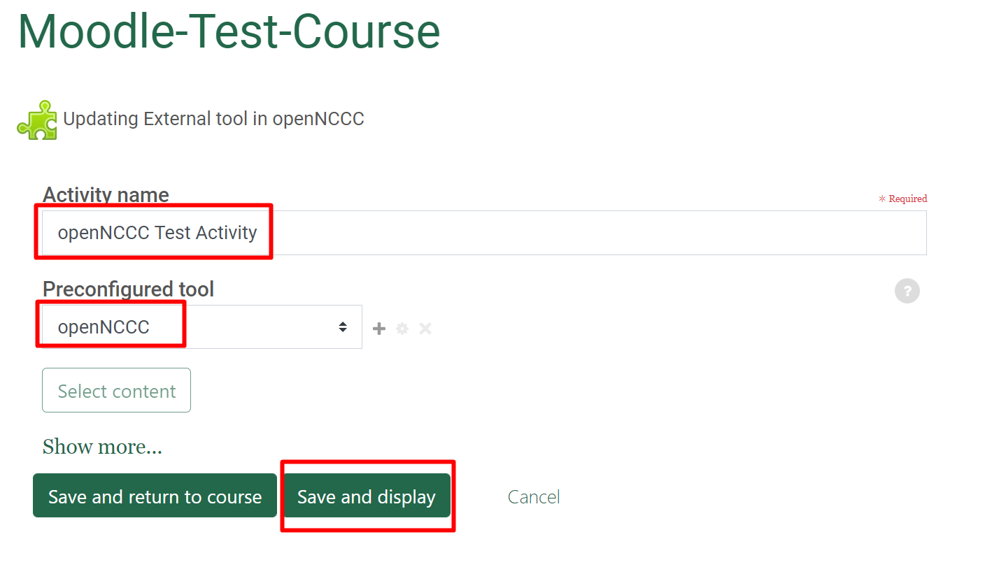 Moodle-Test-Course
Updating External tool in openNCCC
Activity name
* Required
openNCCC Test Activity
Preconfigured tool
?
openNCCC
Select content
Show more...
Save and return to course
Save and display
Cancel